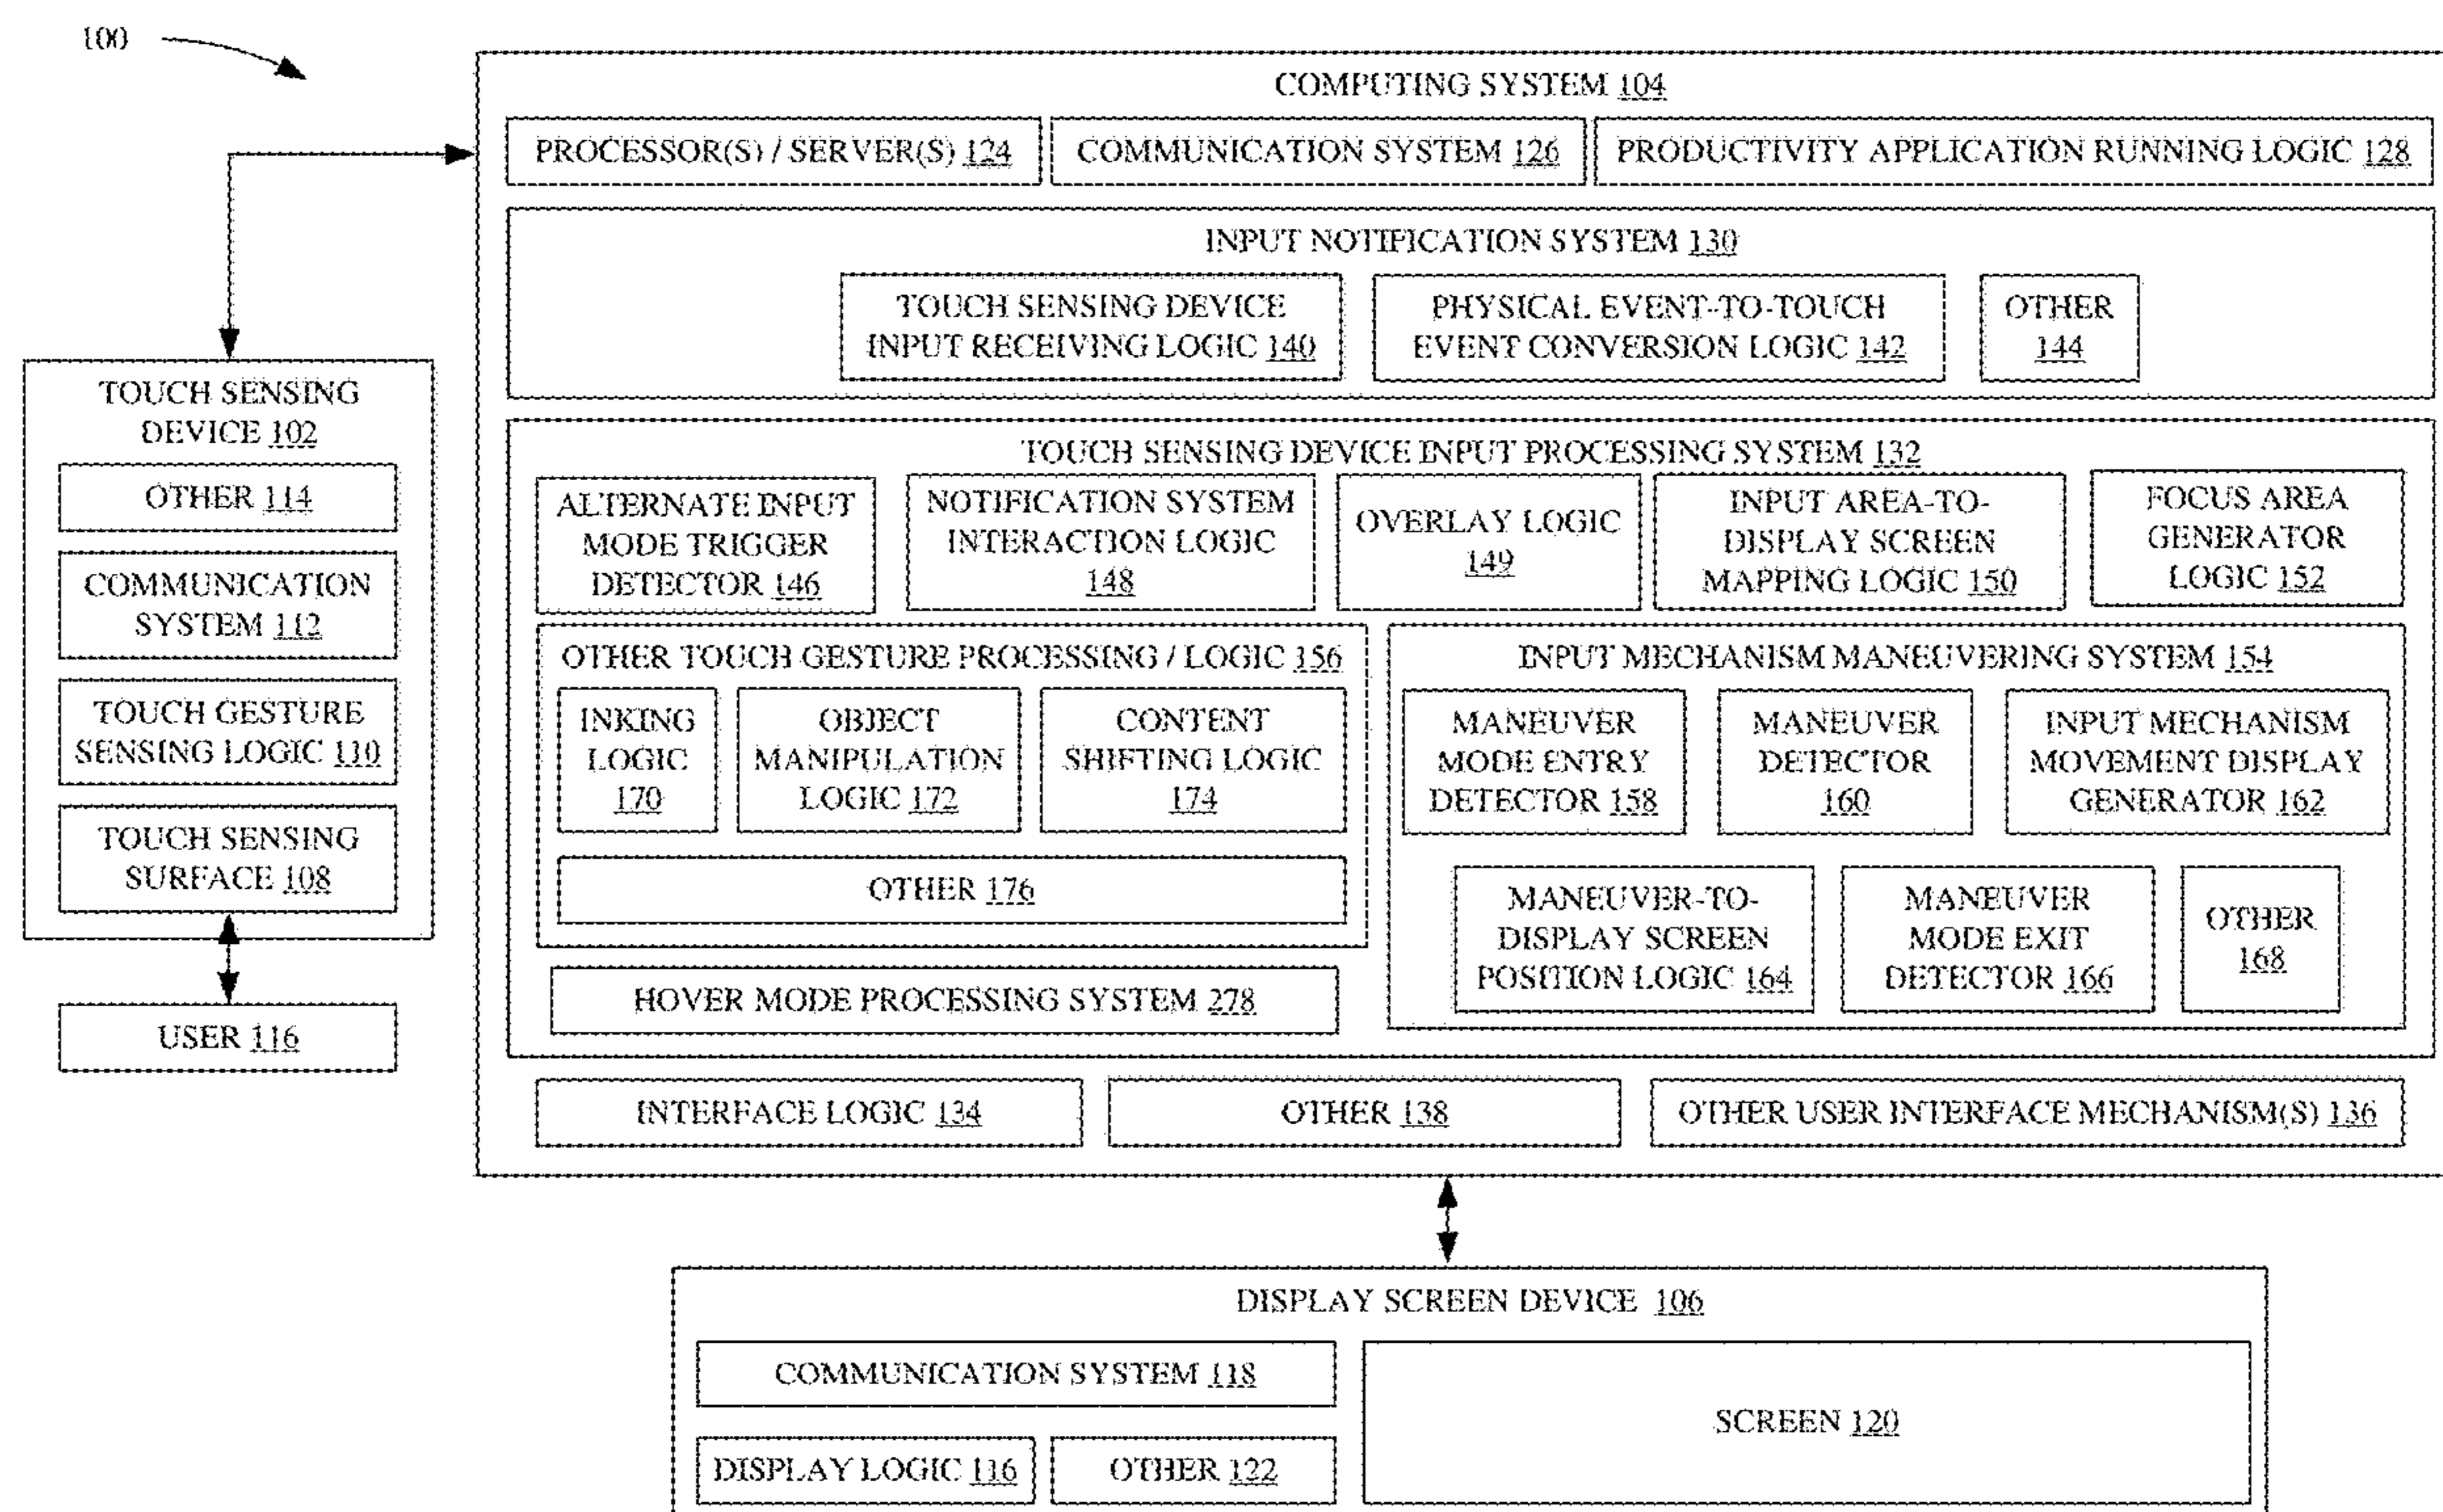 100
COMPUTING SYSTEM 104
PROCESSOR(S) / SERVER(S) 124
COMMUNICATION SYSTEM 126
PRODUCTIVITY APPLICATION RUNNING LOGIC 128
INPUT NOTIFICATION SYSTEM 130
TOUCH SENSING DEVICE
INPUT RECEIVING LOGIC 140
PHYSICAL EVENT-TO-TOUCH
EVENT CONVERSION LOGIC 142
OTHER
144
TOUCH SENSING
DEVICE 102
OTHER 114
COMMUNICATION
SYSTEM 112
TOUCH GESTURE
SENSING LOGIC 110
TOUCH SENSING
SURFACE 108
USER 116
TOUCH SENSING DEVICE INPUT PROCESSING SYSTEM 132
ALTERNATE INPUT
MODE TRIGGER
DETECTOR 146
NOTIFICATION SYSTEM
INTERACTION LOGIC
148
OVERLAY LOGIC
149
INPUT AREA-TO-
DISPLAY SCREEN
MAPPING LOGIC 150
FOCUS AREA
GENERATOR
LOGIC 152
OTHER TOUCH GESTURE PROCESSING / LOGIC 156
INKING
LOGIC
170
OBJECT
MANIPULATION
LOGIC 172
CONTENT
SHIFTING LOGIC
174
OTHER 176
HOVER MODE PROCESSING SYSTEM 278
INPUT MECHANISM MANEUVERING SYSTEM 154
MANEUVER
MODE ENTRY
DETECTOR 158
MANEUVER
DETECTOR
160
INPUT MECHANISM
MOVEMENT DISPLAY
GENERATOR 162
MANEUVER-TO-
DISPLAY SCREEN
POSITION LOGIC 164
MANEUVER
MODE EXIT
DETECTOR 166
OTHER
168
INTERFACE LOGIC 134
OTHER 138
OTHER USER INTERFACE MECHANISM(S) 136
DISPLAY SCREEN DEVICE 106
COMMUNICATION SYSTEM 118
SCREEN 120
DISPLAY LOGIC 116
OTHER 122